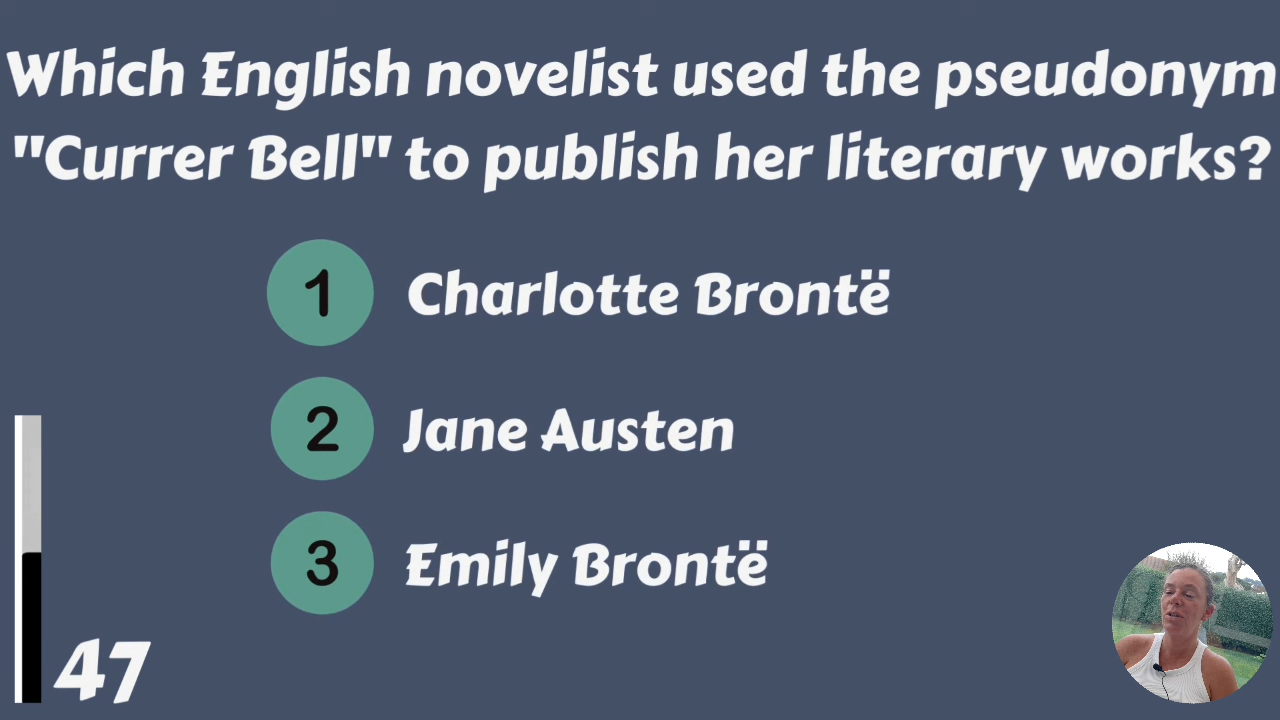 Which English novelist used the pseudonym
"Currer Bell" to publish her literary works?
1 Charlotte Brontë
2 Jane Austen
3 Emily Brontë
47